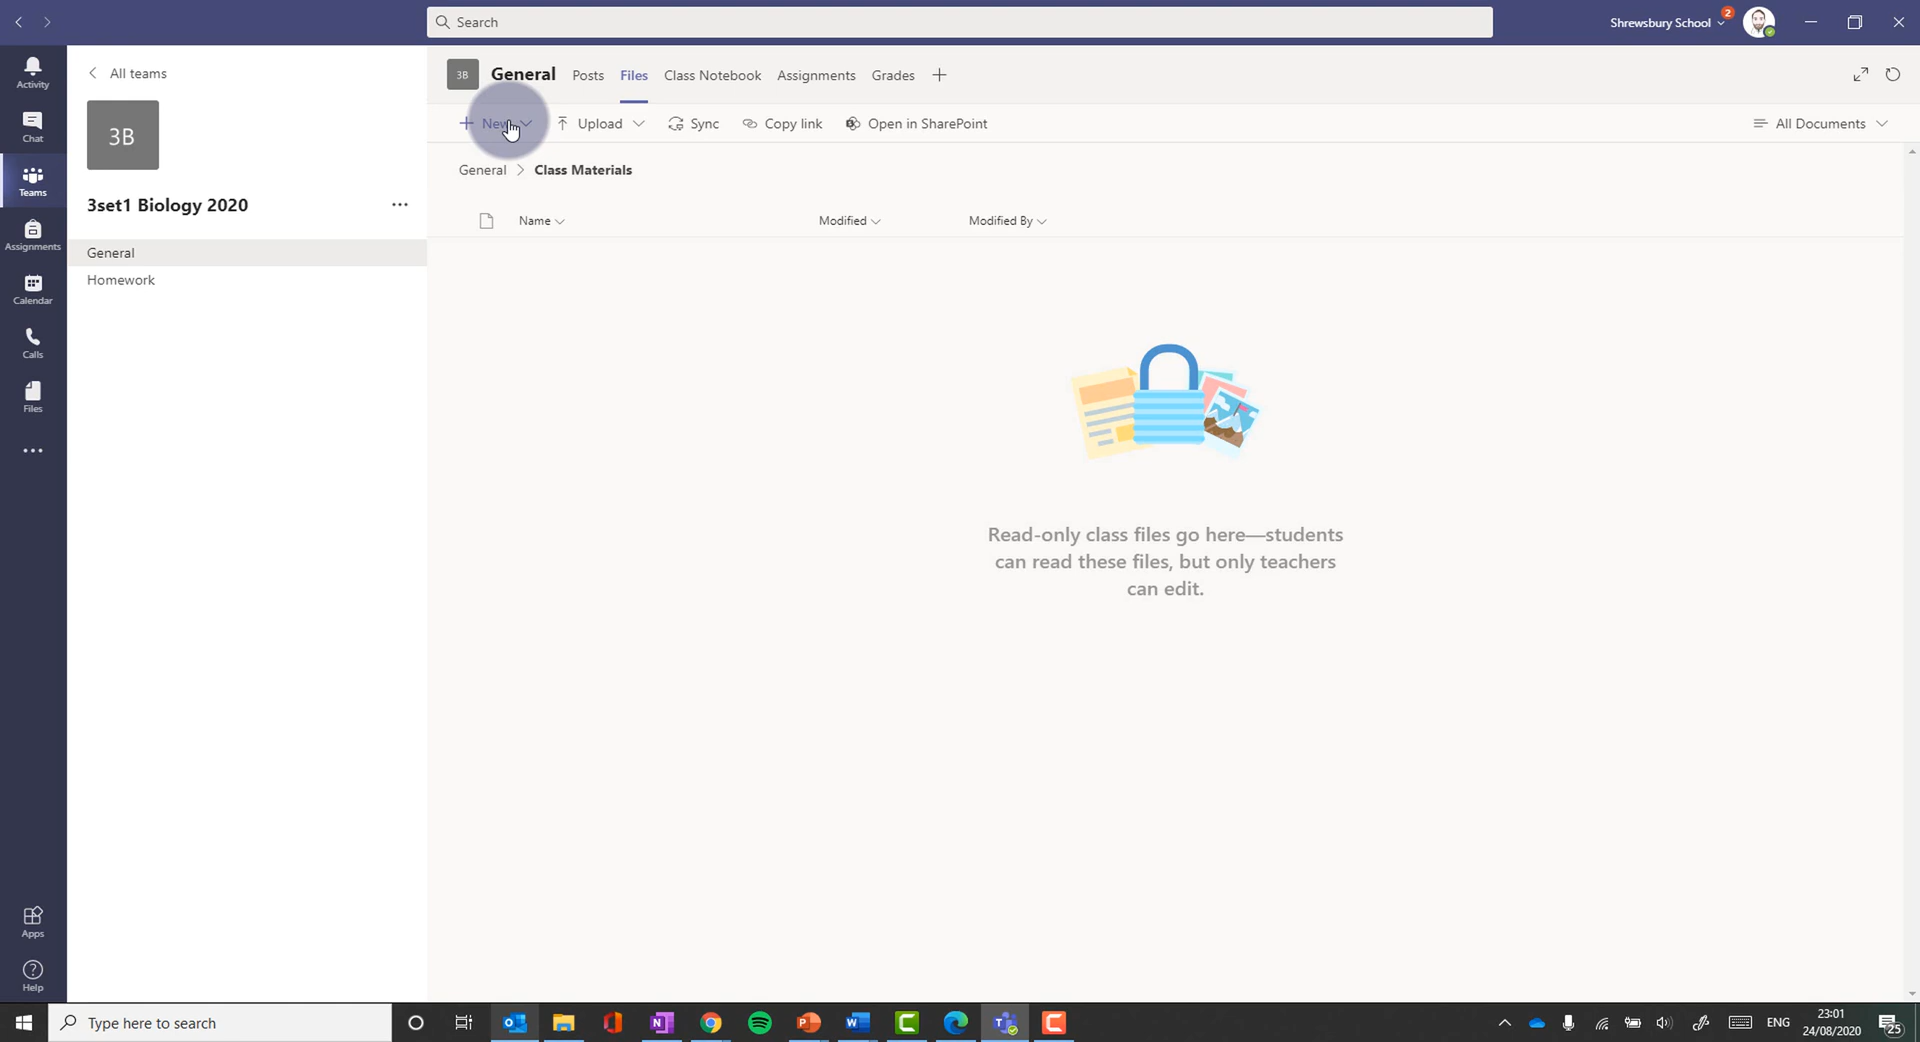 Search
Shrewsbury School
2
Activity
Chat
Teams
Assignments
Calendar
Calls
Files
Apps
Help
All teams
3B
3set1 Biology 2020
General
Homework
3B
General Posts Files Class Notebook Assignments Grades
New Upload Sync Copy link Open in SharePoint All Documents
General > Class Materials
Name Modified Modified By
Read-only class files go here—students
can read these files, but only teachers
can edit.
Type here to search
ENG
23:01
24/08/2020
25